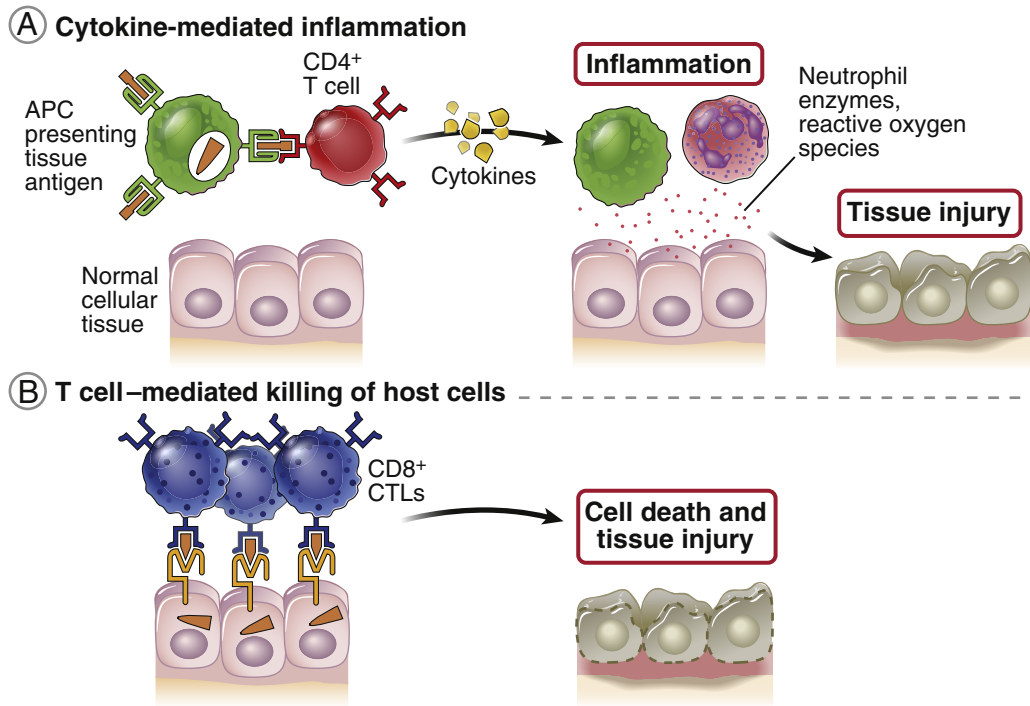 A Cytokine-mediated inflammation
APC
presenting
tissue
antigen
CD4+
T cell
Cytokines
Inflammation
Neutrophil
enzymes,
reactive oxygen
species
Tissue injury
Normal
cellular
tissue
B T cell–mediated killing of host cells
CD8+
CTLs
Cell death and
tissue injury